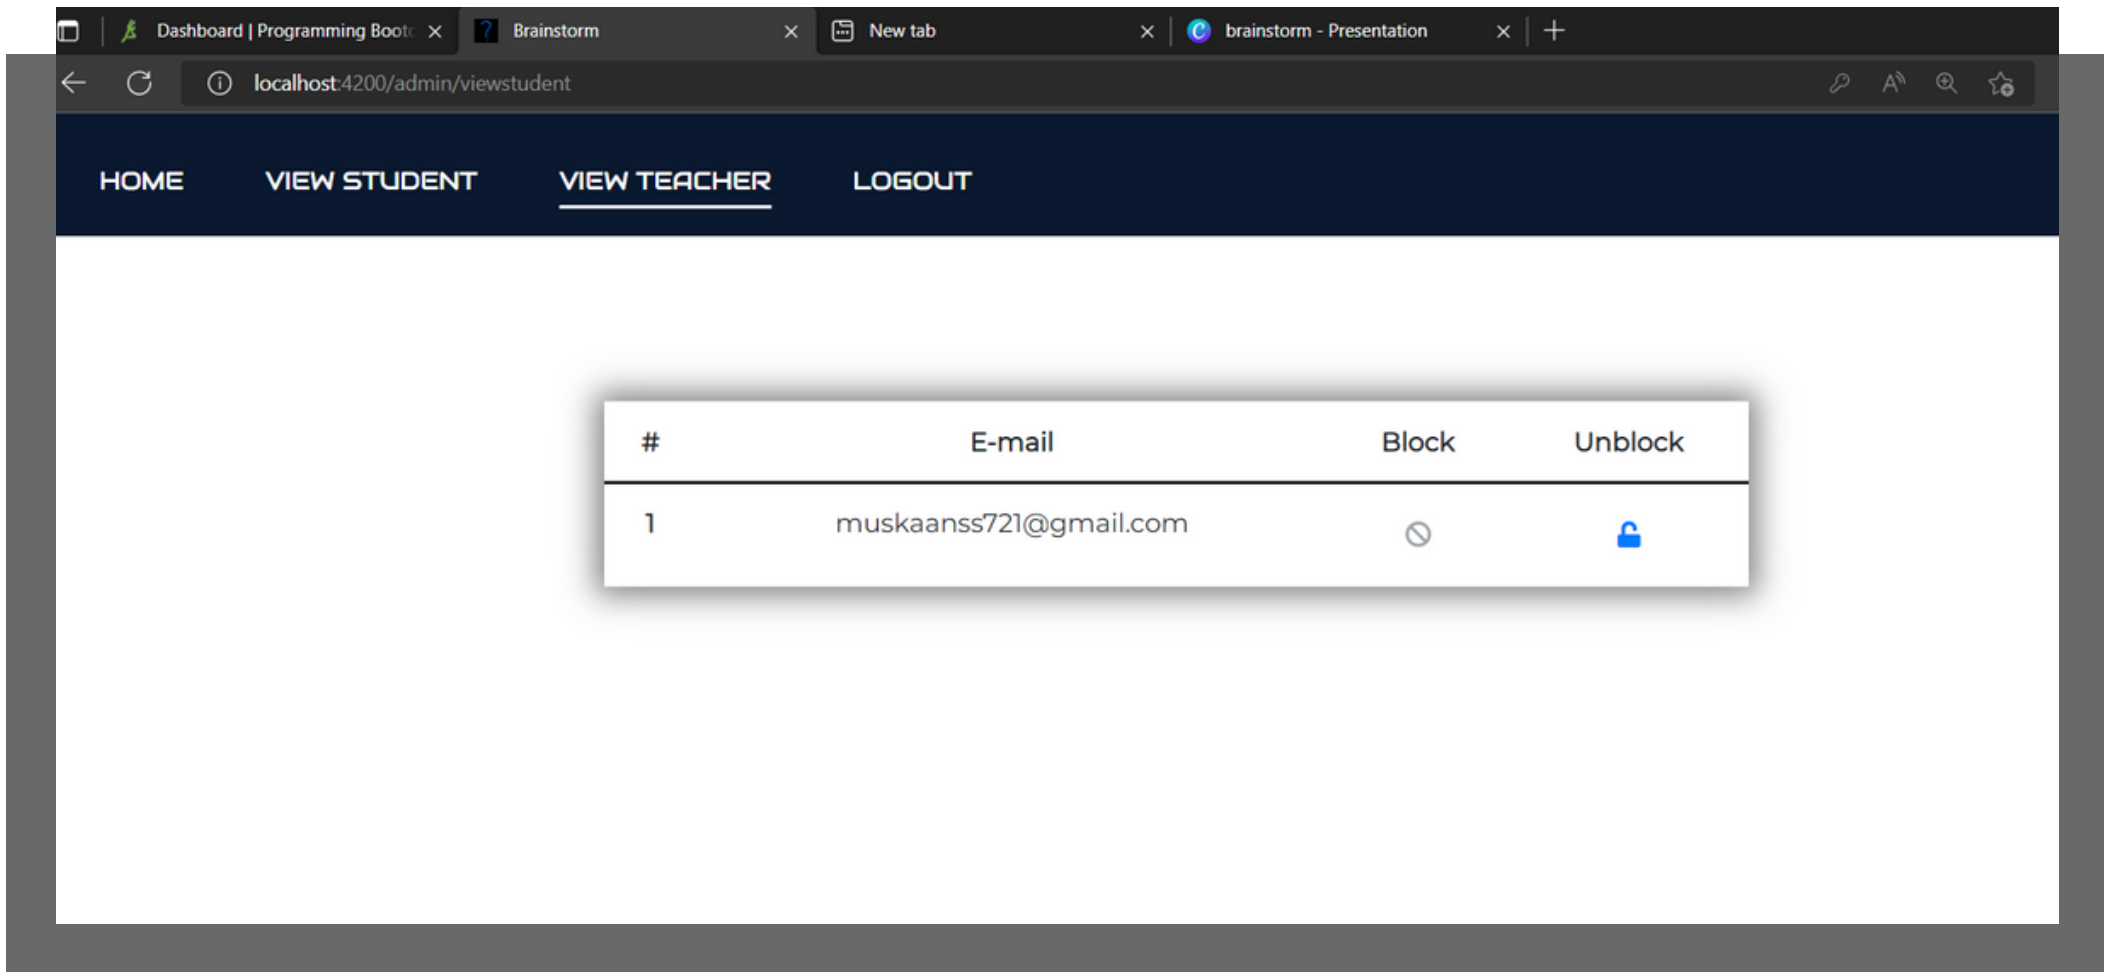 Dashboard | Programming Boot
Brainstorm
New tab
brainstorm - Presentation
localhost:4200/admin/viewstudent
HOME VIEW STUDENT VIEW TEACHER LOGOUT
# E-mail Block Unblock
1 muskaanss721@gmail.com